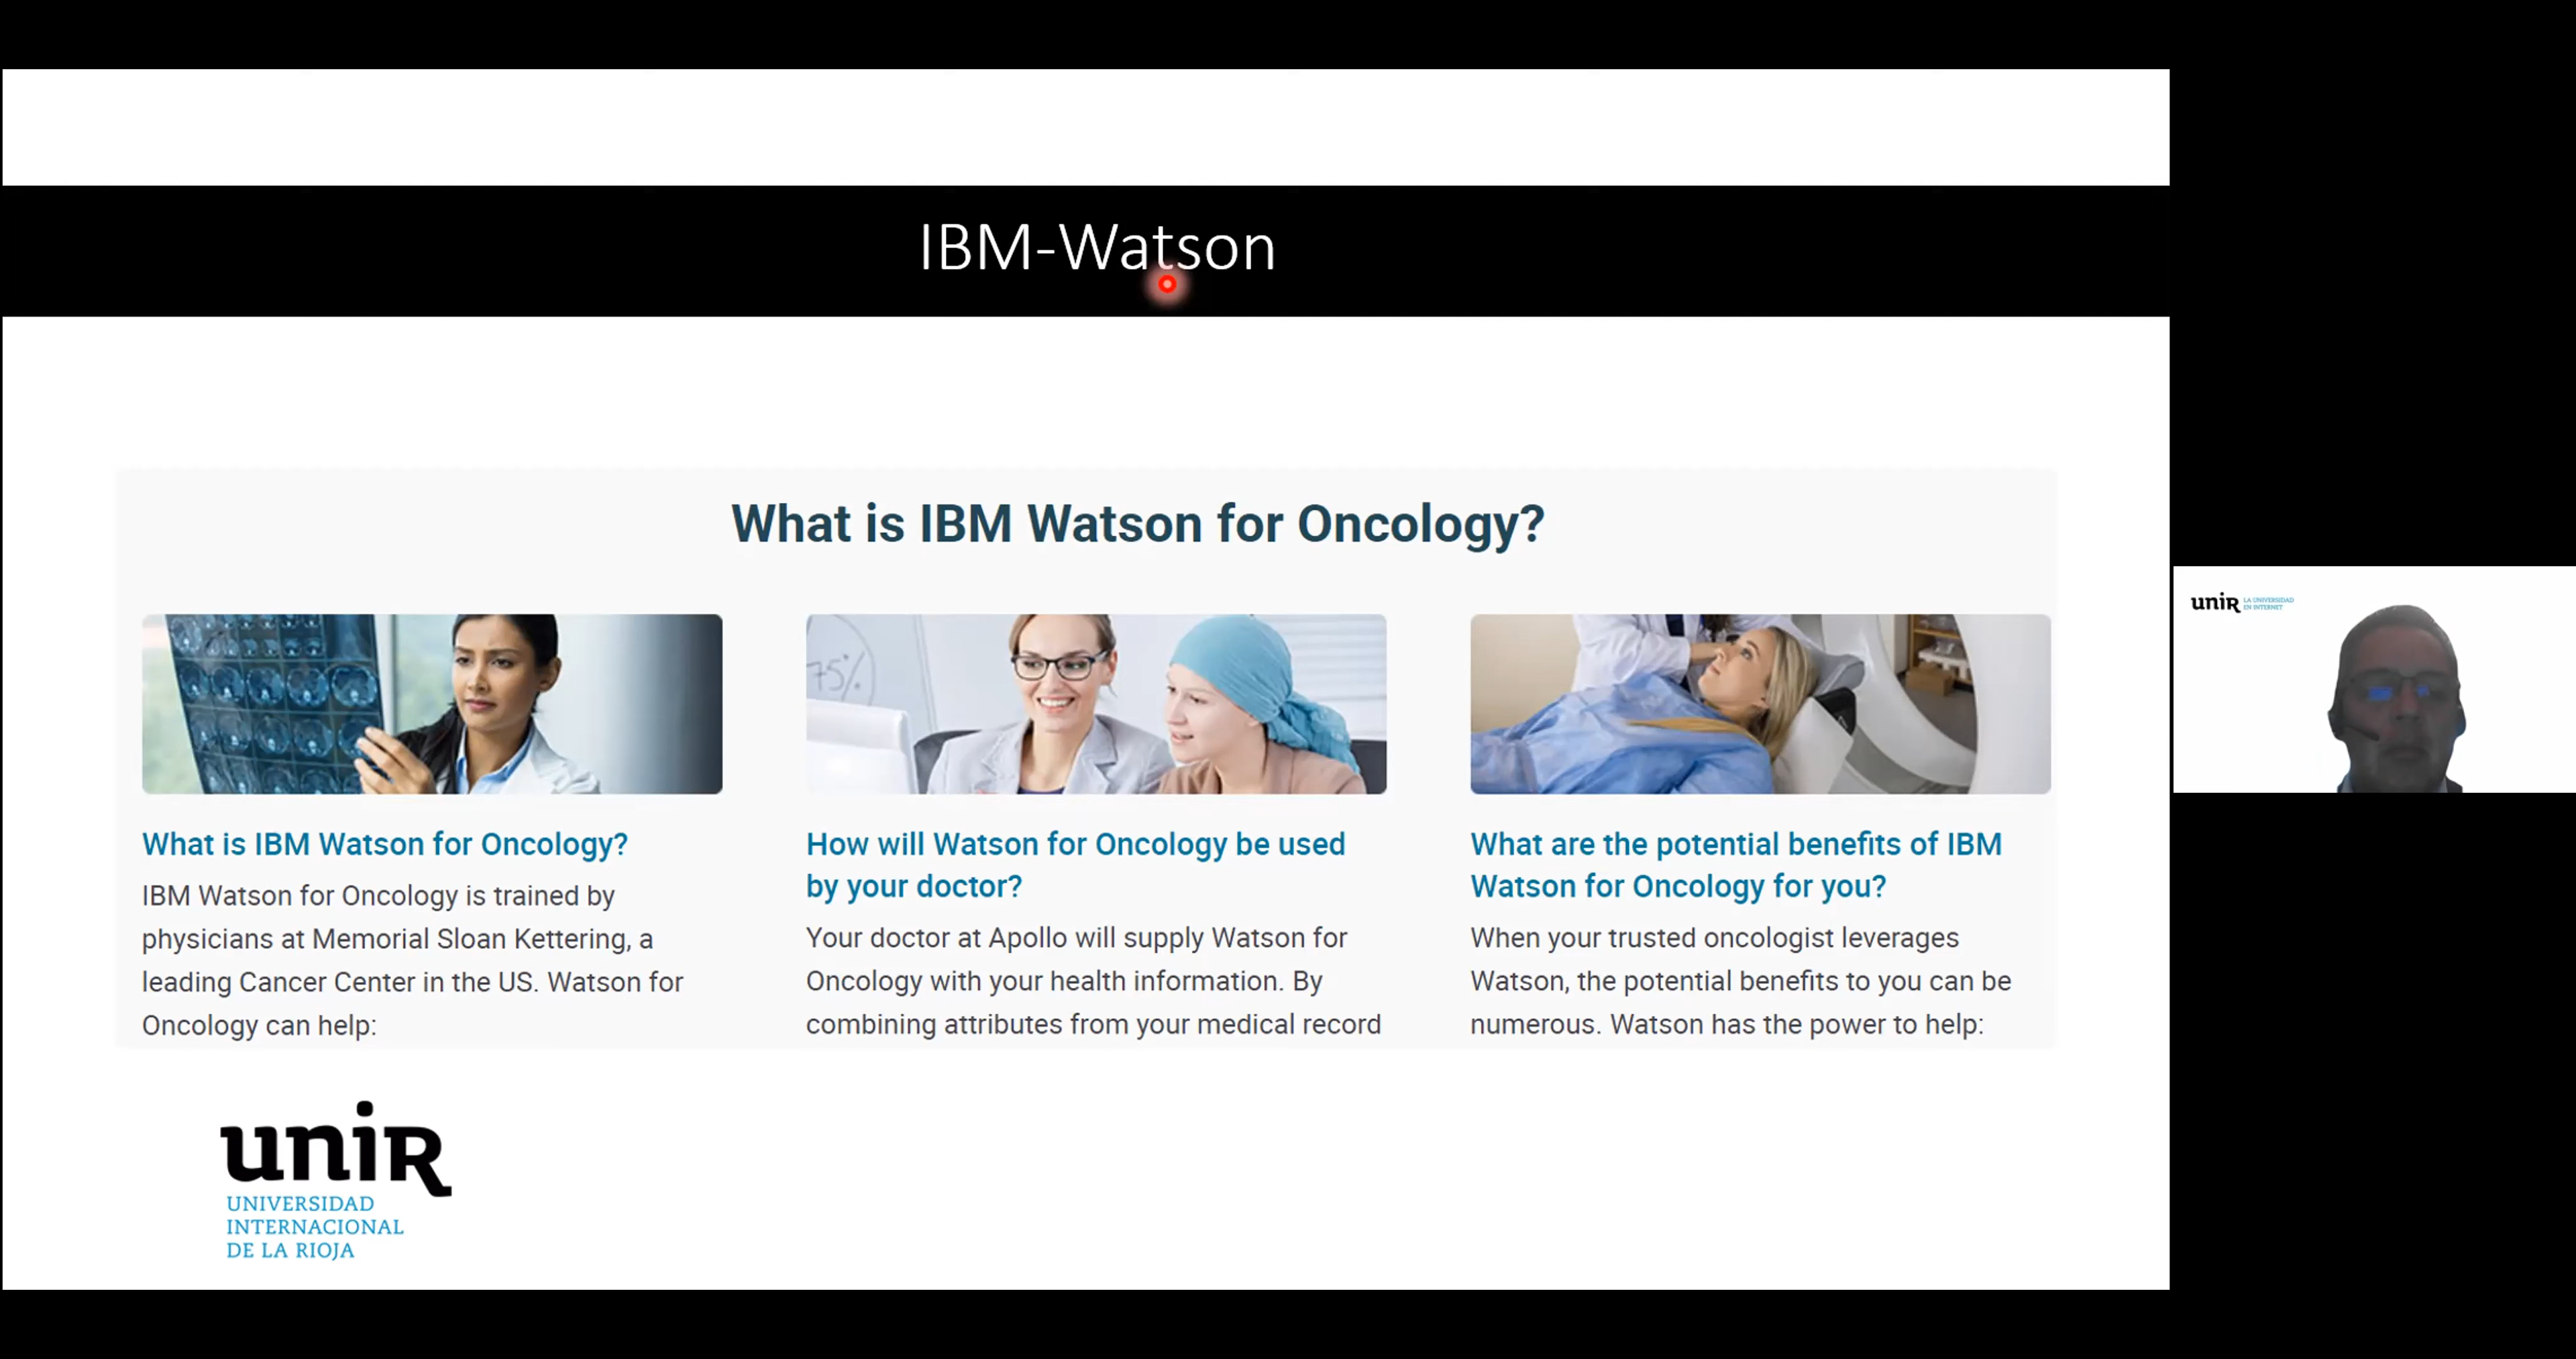 IBM-Watson
What is IBM Watson for Oncology?
75%
What is IBM Watson for Oncology?
IBM Watson for Oncology is trained by
physicians at Memorial Sloan Kettering, a
leading Cancer Center in the US. Watson for
Oncology can help:
How will Watson for Oncology be used
by your doctor?
Your doctor at Apollo will supply Watson for
Oncology with your health information. By
combining attributes from your medical record
What are the potential benefits of IBM
Watson for Oncology for you?
When your trusted oncologist leverages
Watson, the potential benefits to you can be
numerous. Watson has the power to help:
uniR
UNIVERSIDAD
INTERNACIONAL
DE LA RIOJA
uniR
LA UNIVERSIDAD
EN INTERNET